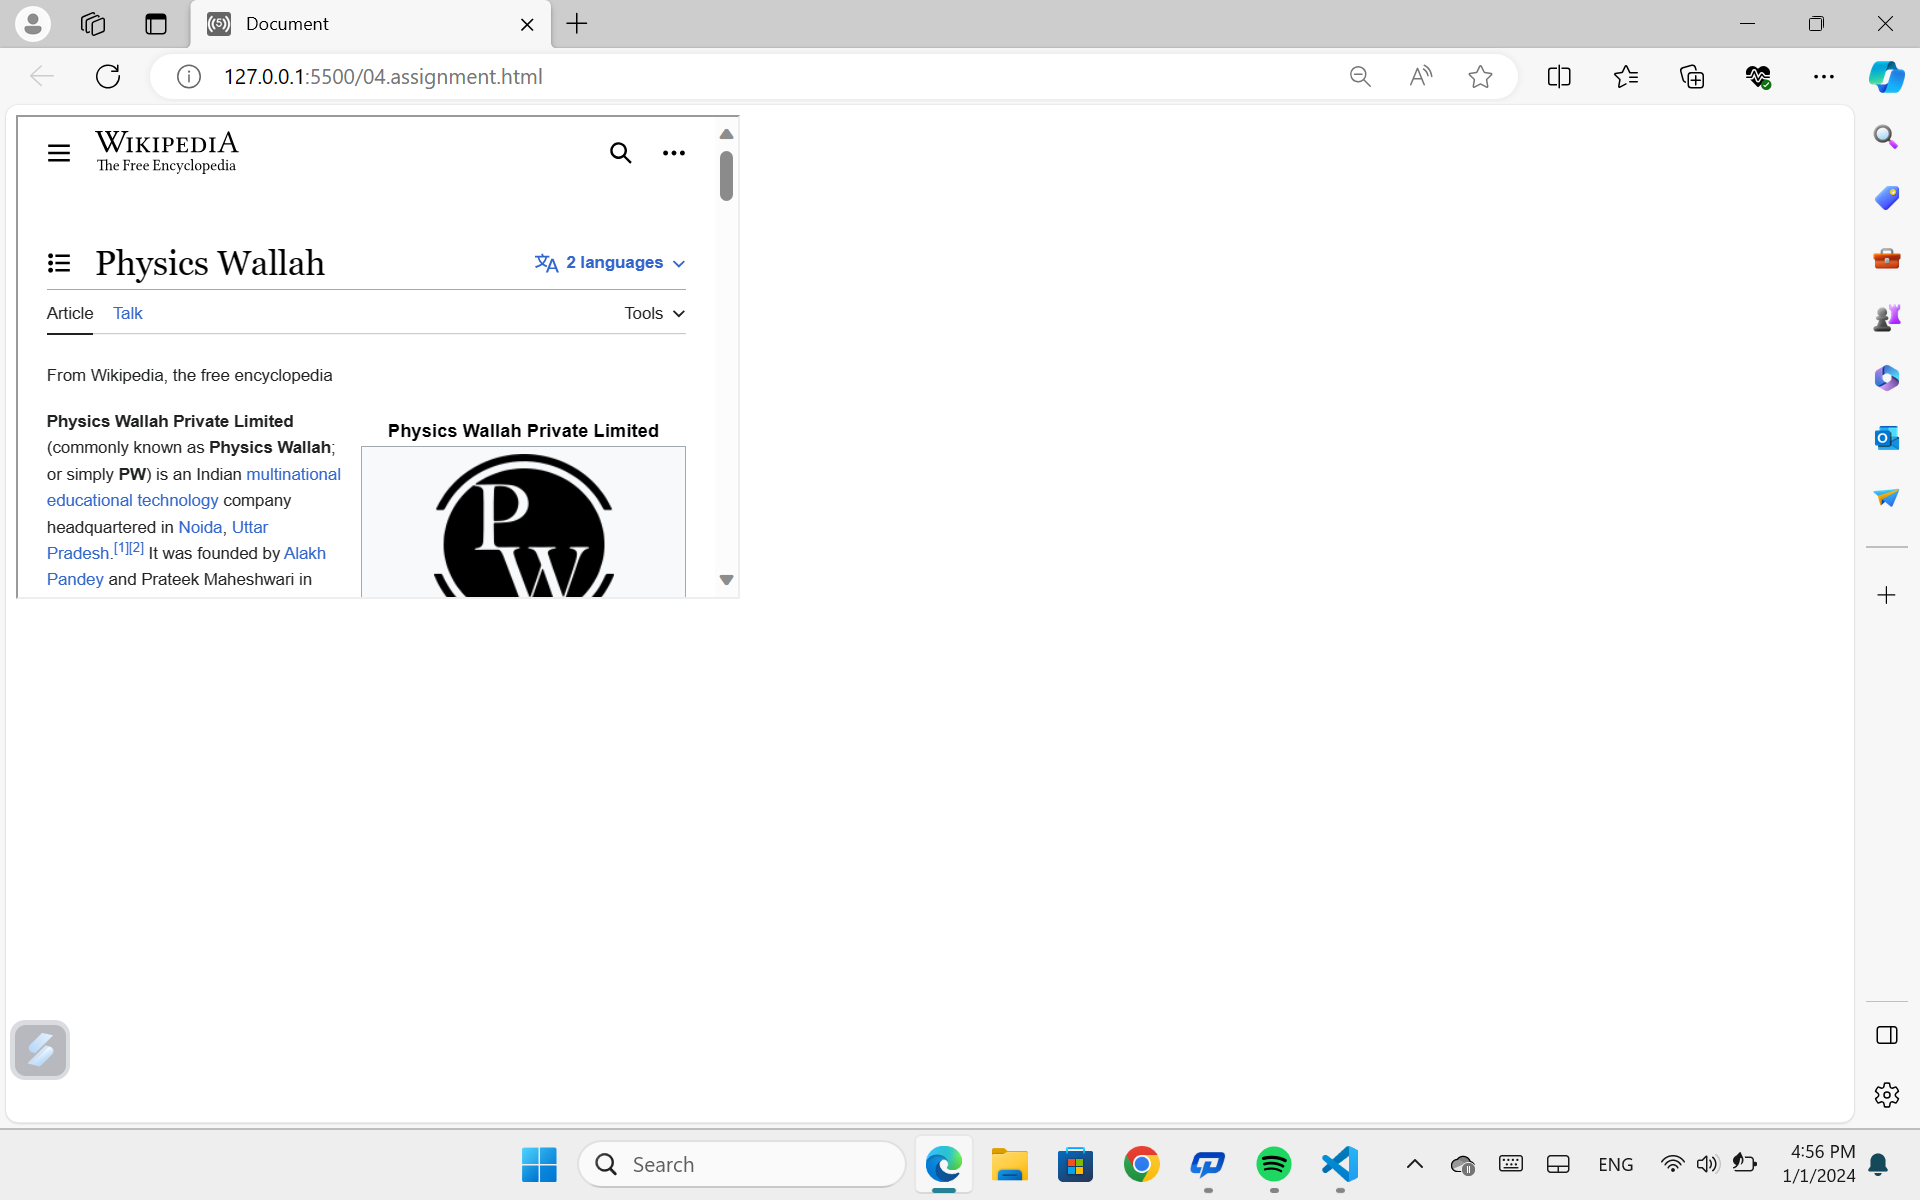 Document
127.0.0.1:5500/04.assignment.html
WIKIPEDIA
The Free Encyclopedia
Physics Wallah
2 languages
Article Talk
Tools
From Wikipedia, the free encyclopedia
Physics Wallah Private Limited
(commonly known as Physics Wallah;
or simply PW) is an Indian multinational
educational technology company
headquartered in Noida, Uttar
Pradesh.[1][2] It was founded by Alakh
Pandey and Prateek Maheshwari in
Physics Wallah Private Limited
P
W
Search
ENG
4:56 PM
1/1/2024